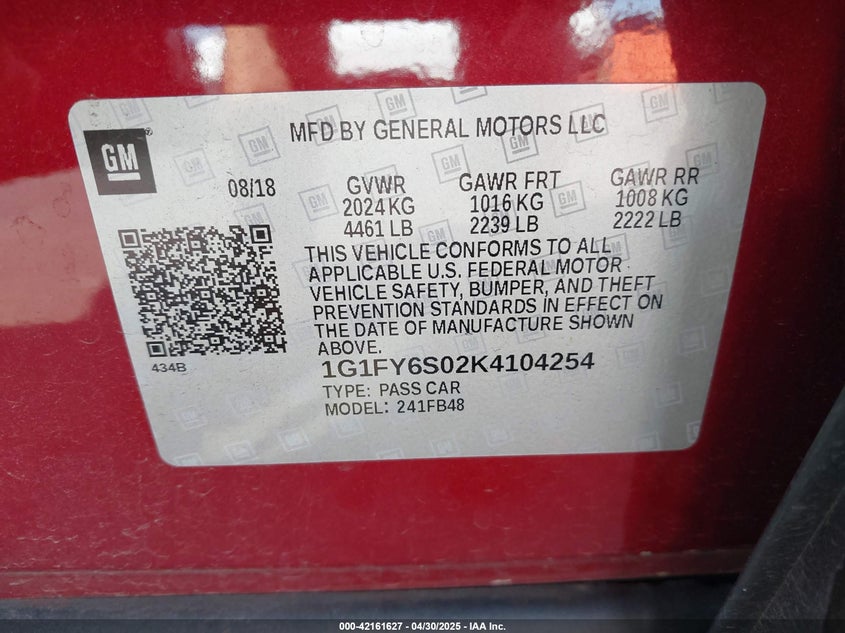 MFD BY GENERAL MOTORS LLC
GM
08/18
GVWR GAWR FRT GAWR RR
2024 KG 1016 KG 1008 KG
4461 LB 2239 LB 2222 LB
THIS VEHICLE CONFORMS TO ALL
APPLICABLE U.S. FEDERAL MOTOR
VEHICLE SAFETY, BUMPER, AND THEFT
PREVENTION STANDARDS IN EFFECT ON
THE DATE OF MANUFACTURE SHOWN
ABOVE.
434B
1G1FY6S02K4104254
TYPE: PASS CAR
MODEL: 241FB48
000-42161627 - 04/30/2025 - IAA Inc.